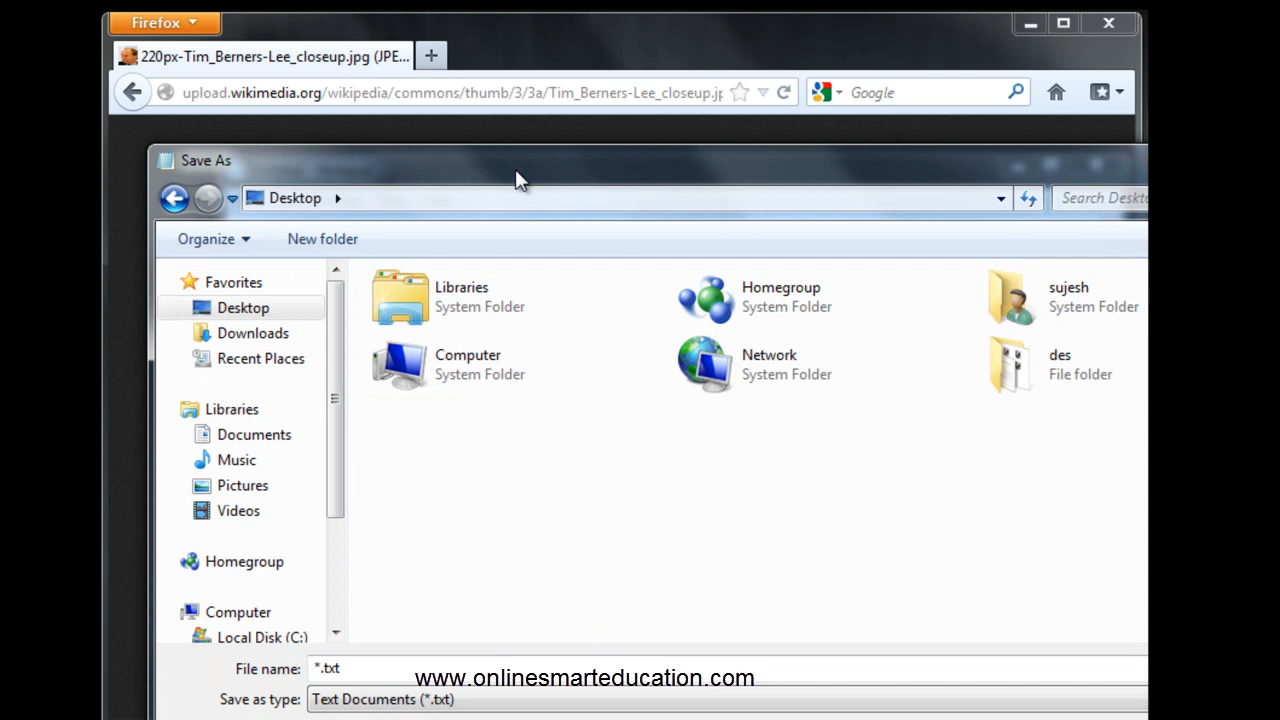 Firefox
220px-Tim_Berners-Lee_closeup.jpg (JPE...
upload.wikimedia.org/wikipedia/commons/thumb/3/3a/Tim_Berners-Lee_closeup.jp
Google
Save As
Desktop
Search Deskto
Organize
New folder
Favorites
Desktop
Downloads
Recent Places
Libraries
Documents
Music
Pictures
Videos
Homegroup
Computer
Local Disk (C:)
Libraries
System Folder
Homegroup
System Folder
sujesh
System Folder
Computer
System Folder
Network
System Folder
des
File folder
File name: *.txt
www.onlinesmarteducation.com
Save as type: Text Documents (*.txt)